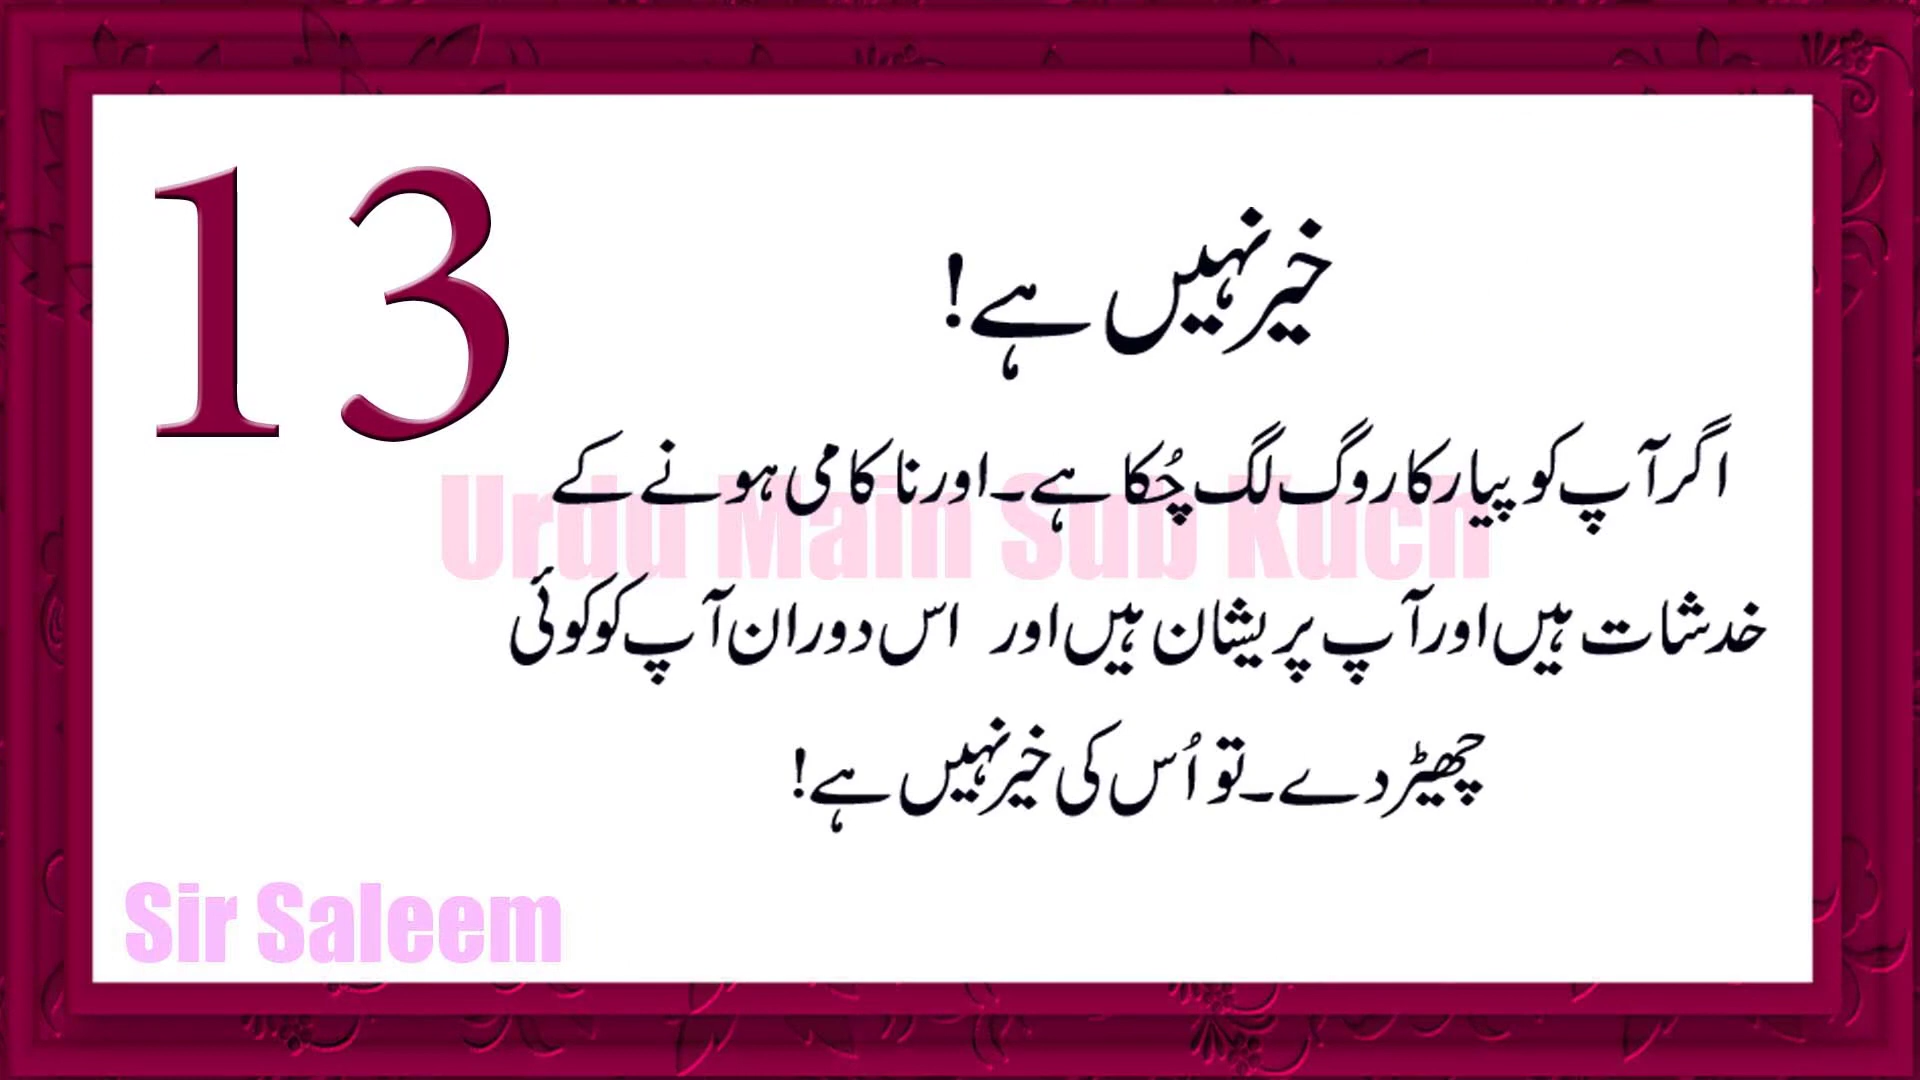 13
خیر نہیں ہے!
اگر آپ کو پیار کا روگ لگ چُکا ہے۔ اور ناکامی ہونے کے
Urdu Main Sub Kuch
خدشات ہیں اور آپ پریشان ہیں اور اس دوران آپ کو کوئی
چھیڑ دے۔ تو اُس کی خیر نہیں ہے!
Sir Saleem